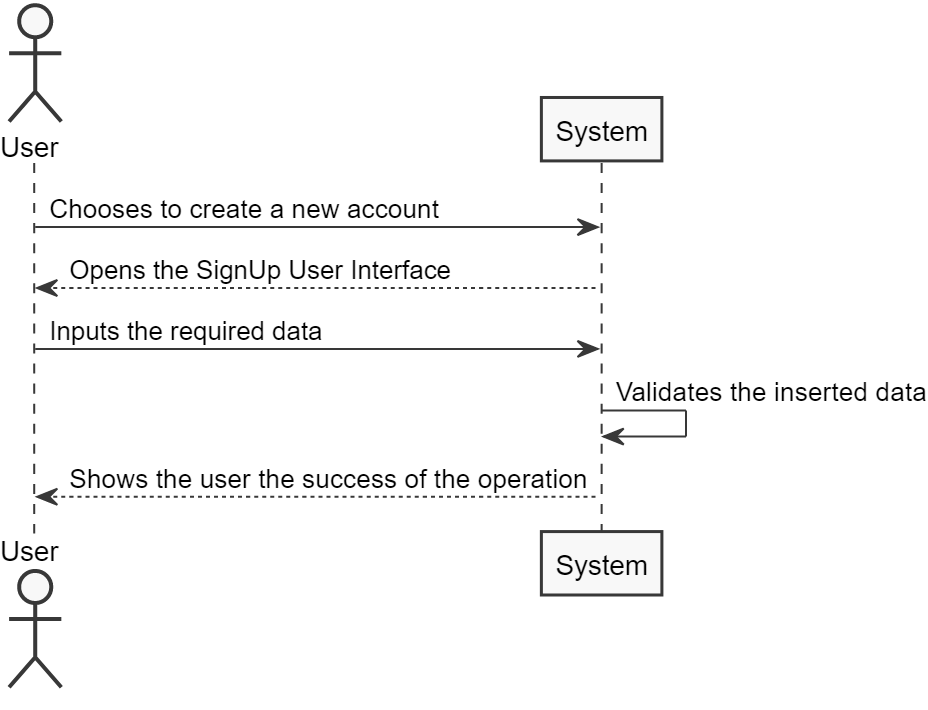 User
System
Chooses to create a new account
Opens the SignUp User Interface
Inputs the required data
Validates the inserted data
Shows the user the success of the operation
User
System